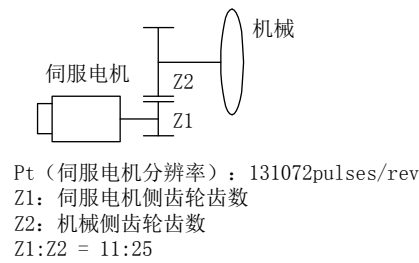 机械
伺服电机
Z2
Z1
Pt（伺服电机分辨率）：131072pulses/rev
Z1: 伺服电机侧齿轮齿数
Z2: 机械侧齿轮齿数
Z1:Z2 = 11:25